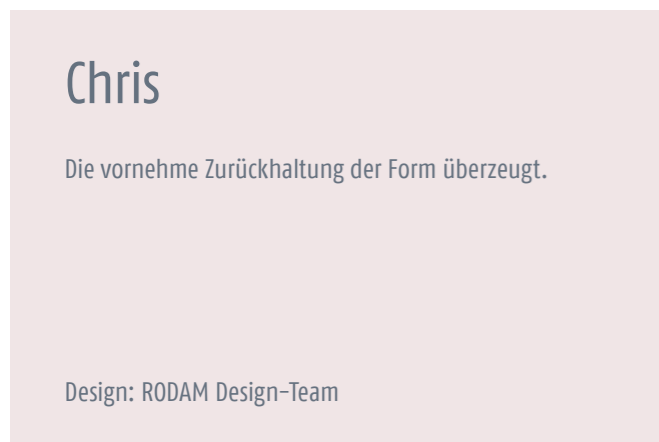 Chris
Die vornehme Zurückhaltung der Form überzeugt.
Design: RODAM Design-Team